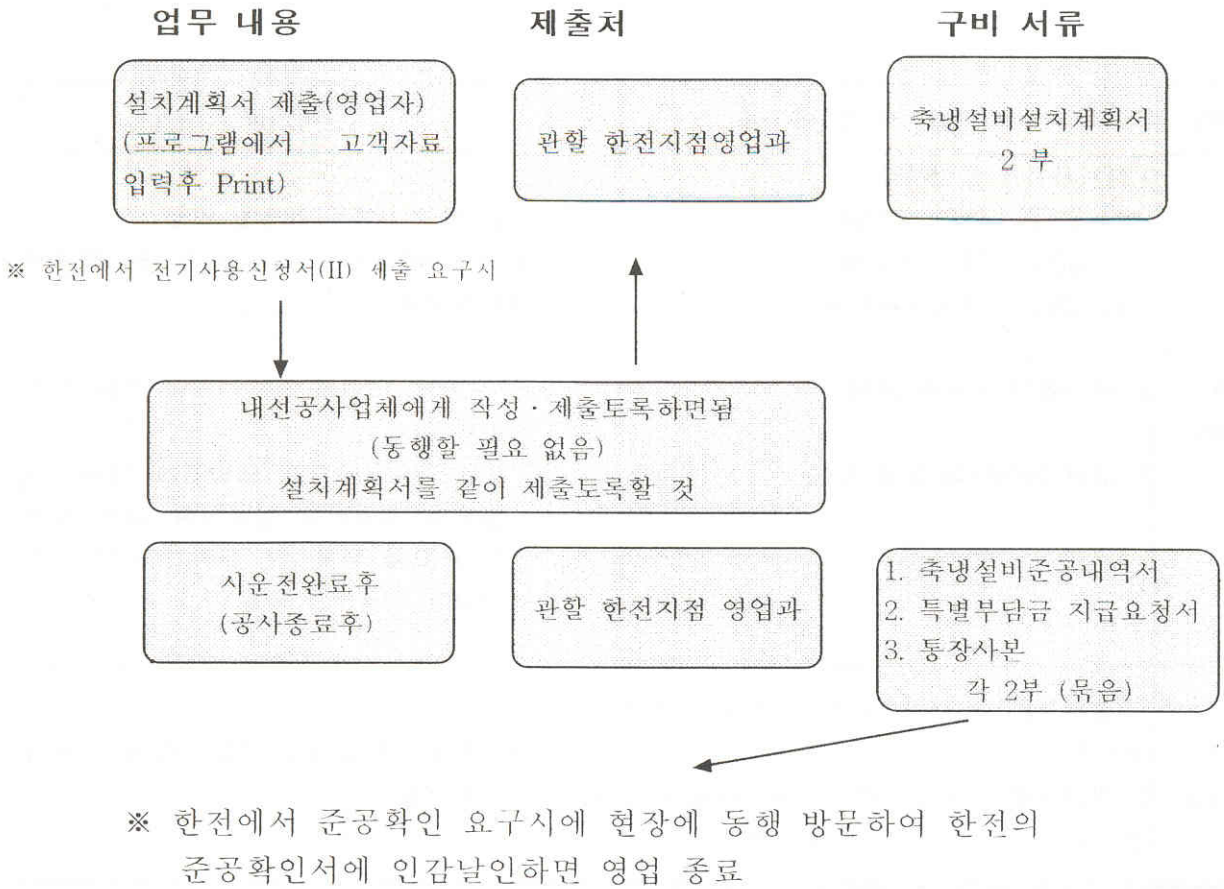 업무 내용 제출처 구비 서류
설치계획서 제출(영업자)
(프로그램에서 고객자료
입력후 Print)
관할 한전지점영업과
축냉설비설치계획서
2 부
※ 한전에서 전기사용신청서(II) 제출 요구시
내선공사업체에게 작성·제출토록하면됨
(동행할 필요 없음)
설치계획서를 같이 제출토록할 것
시운전완료후
(공사종료후)
관할 한전지점 영업과
1. 축냉설비준공내역서
2. 특별부담금 지급요청서
3. 통장사본
각 2부 (묶음)
※ 한전에서 준공확인 요구시에 현장에 동행 방문하여 한전의
준공확인서에 인감날인하면 영업 종료